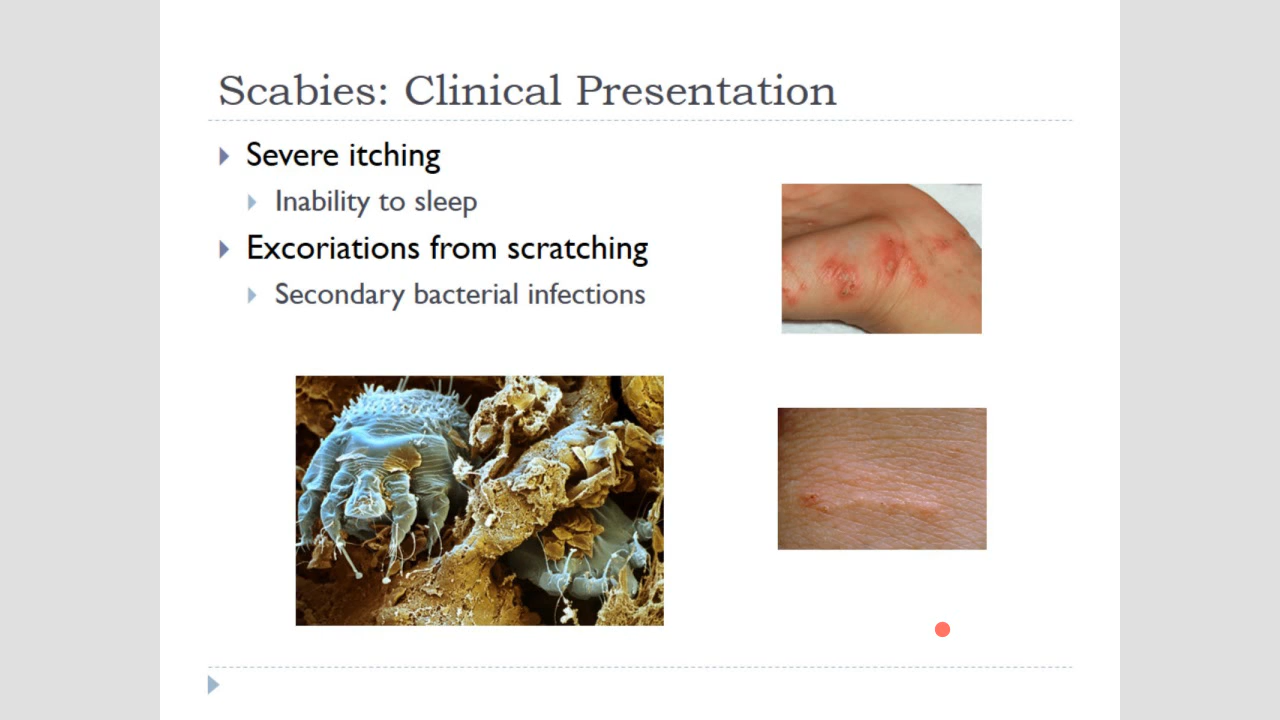 Scabies: Clinical Presentation
Severe itching
Inability to sleep
Excoriations from scratching
Secondary bacterial infections